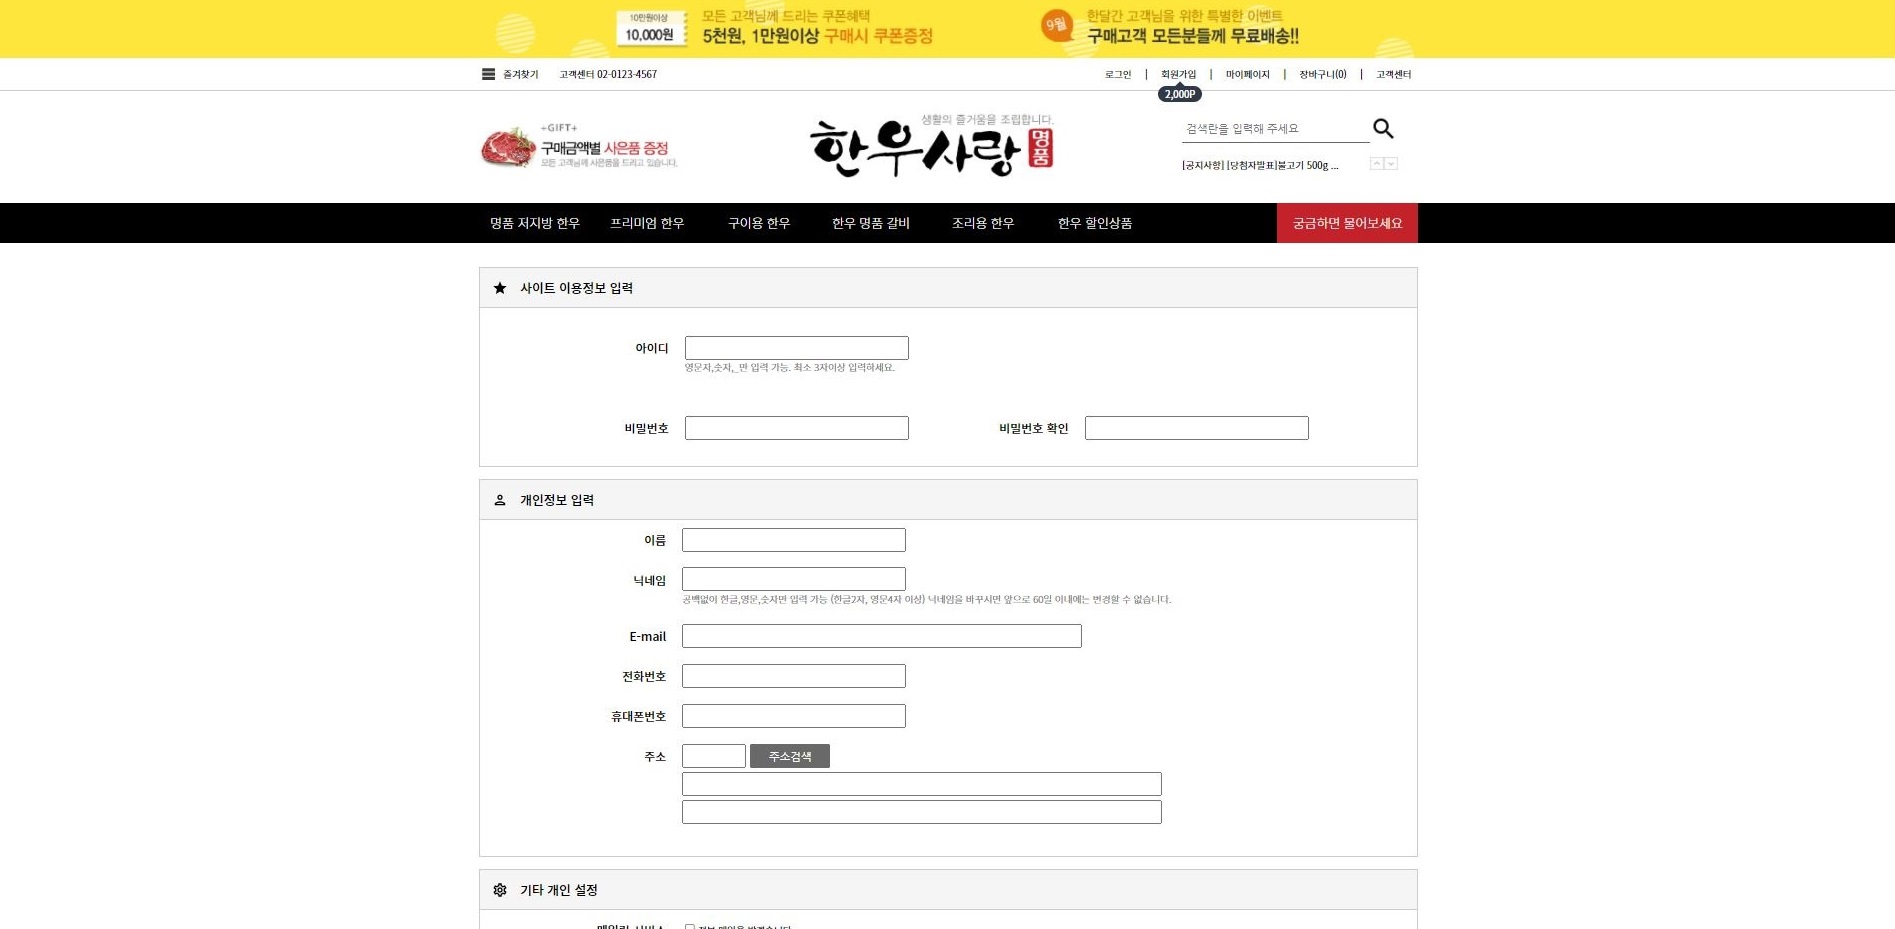 10만원이상
10,000원
모든 고객님께 드리는 쿠폰혜택
5천원, 1만원이상 구매시 쿠폰증정
9월
한달간 고객님을 위한 특별한 이벤트
구매고객 모든분들께 무료배송!!
즐겨찾기 고객센터 02-0123-4567
로그인 | 회원가입 | 마이페이지 | 장바구니(0) | 고객센터
2,000P
+GIFT+
구매금액별 사은품 증정
모든 고객님께 사은품을 드리고 있습니다.
생활의 즐거움을 조립합니다.
한우사랑 명품
검색란을 입력해 주세요
[공지사항] [당첨자발표]불고기 500g ...
명품 저지방 한우 프리미엄 한우 구이용 한우 한우 명품 갈비 조리용 한우 한우 할인상품 궁금하면 물어보세요
사이트 이용정보 입력
아이디
영문자,숫자,_만 입력 가능. 최소 3자이상 입력하세요.
비밀번호 비밀번호 확인
개인정보 입력
이름
닉네임
공백없이 한글,영문,숫자만 입력 가능 (한글2자, 영문4자 이상) 닉네임을 바꾸시면 앞으로 60일 이내에는 변경할 수 없습니다.
E-mail
전화번호
휴대폰번호
주소 주소검색
기타 개인 설정